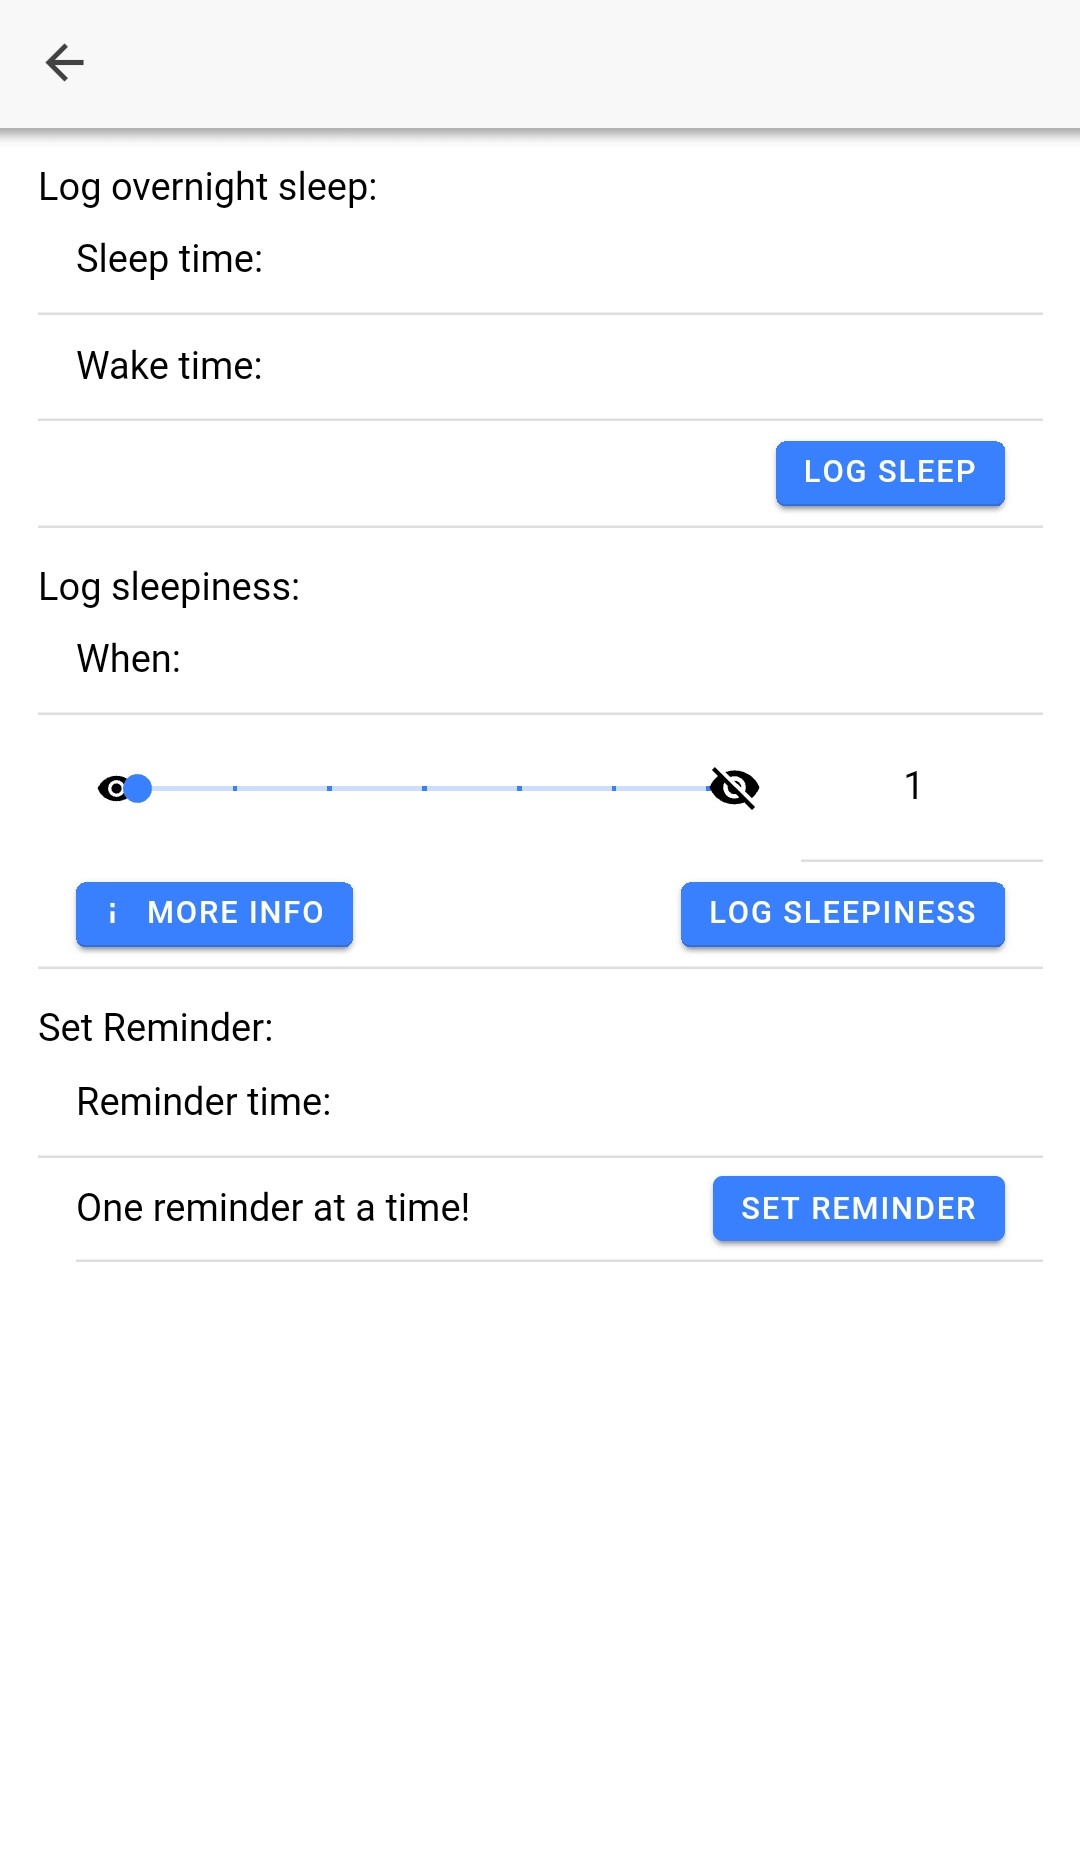 Log overnight sleep:
Sleep time:
Wake time:
LOG SLEEP
Log sleepiness:
When:
1
MORE INFO
LOG SLEEPINESS
Set Reminder:
Reminder time:
One reminder at a time!
SET REMINDER